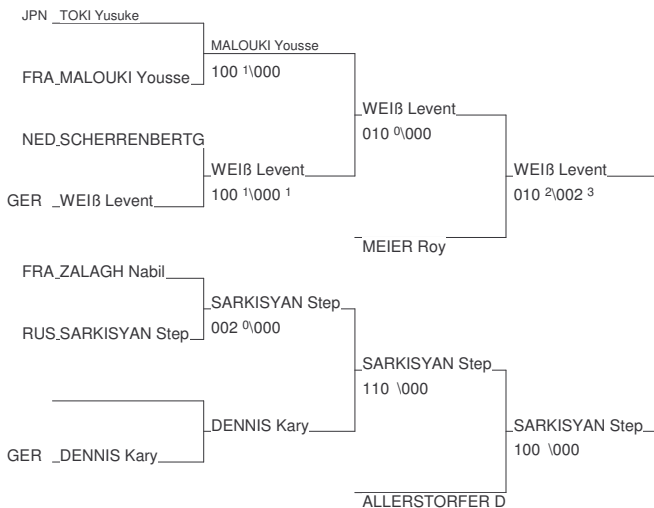 JPN TOKI Yusuke
MALOUKI Yousse
FRA MALOUKI Yousse
100 1\000
WEIß Levent
010 0\000
NED SCHERRENBERTG
WEIß Levent
100 1\000 1
WEIß Levent
010 2\002 3
GER WEIß Levent
MEIER Roy
FRA ZALAGH Nabil
SARKISYAN Step
002 0\000
RUS SARKISYAN Step
SARKISYAN Step
110 \000
DENNIS Kary
SARKISYAN Step
100 \000
GER DENNIS Kary
ALLERSTORFER D